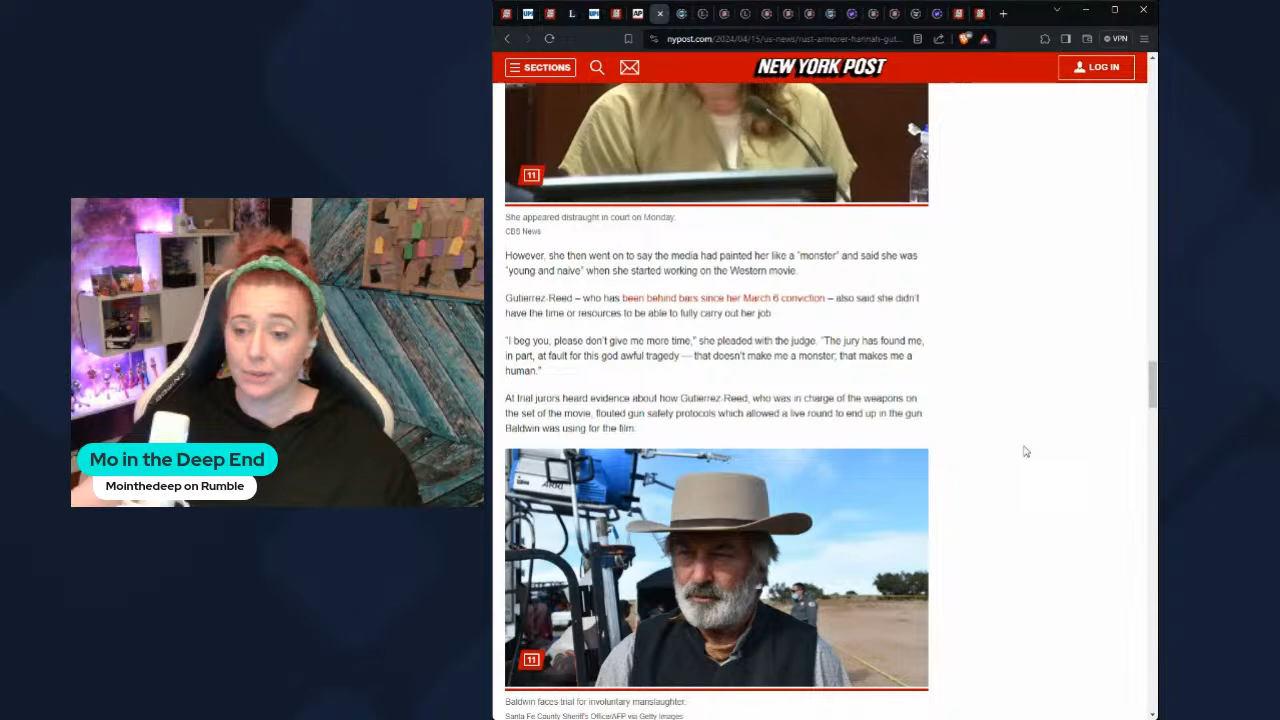 nypost.com/2024/04/15/us-news/rust-armorer-hannah-gut...
VPN
SECTIONS
NEW YORK POST
LOG IN
11
She appeared distraught in court on Monday.
CBS News
However, she then went on to say the media had painted her like a "monster" and said she was
"young and naive" when she started working on the Western movie.
Gutierrez-Reed – who has been behind bars since her March 6 conviction – also said she didn't
have the time or resources to be able to fully carry out her job
"I beg you, please don't give me more time," she pleaded with the judge. "The jury has found me,
in part, at fault for this god awful tragedy — that doesn't make me a monster; that makes me a
human."
At trial jurors heard evidence about how Gutierrez-Reed, who was in charge of the weapons on
the set of the movie, flouted gun safety protocols which allowed a live round to end up in the gun
Baldwin was using for the film.
ARRI
11
Baldwin faces trial for involuntary manslaughter.
Santa Fe County Sheriff's Office/AFP via Getty Images
Mo in the Deep End
Mointhedeep on Rumble